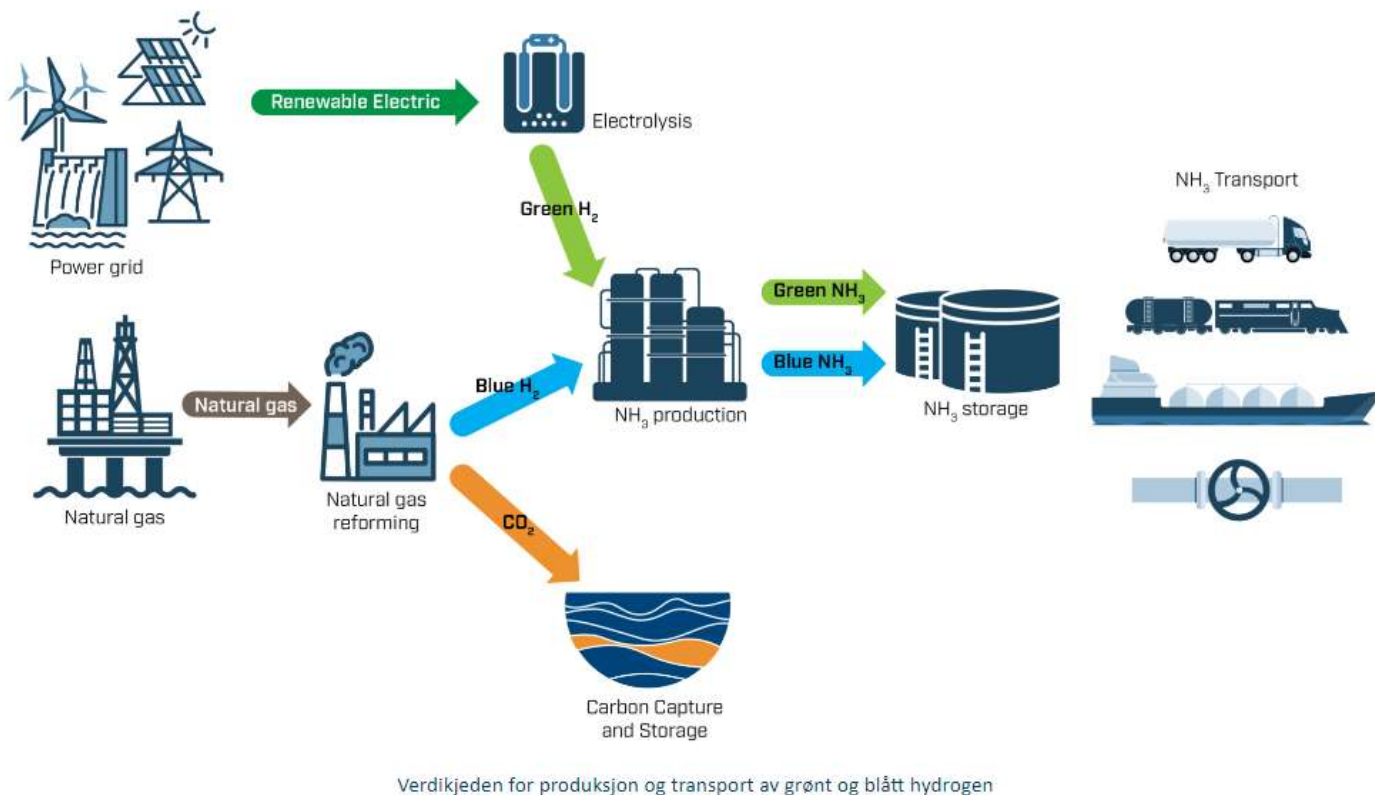 Renewable Electric
Electrolysis
Power grid
Green H₂
NH₃ Transport
Green NH₃
Blue NH₃
Natural gas
Blue H₂
NH₃ production
NH₃ storage
Natural gas
Natural gas
reforming
CO₂
Carbon Capture
and Storage
Verdikjeden for produksjon og transport av grønt og blått hydrogen